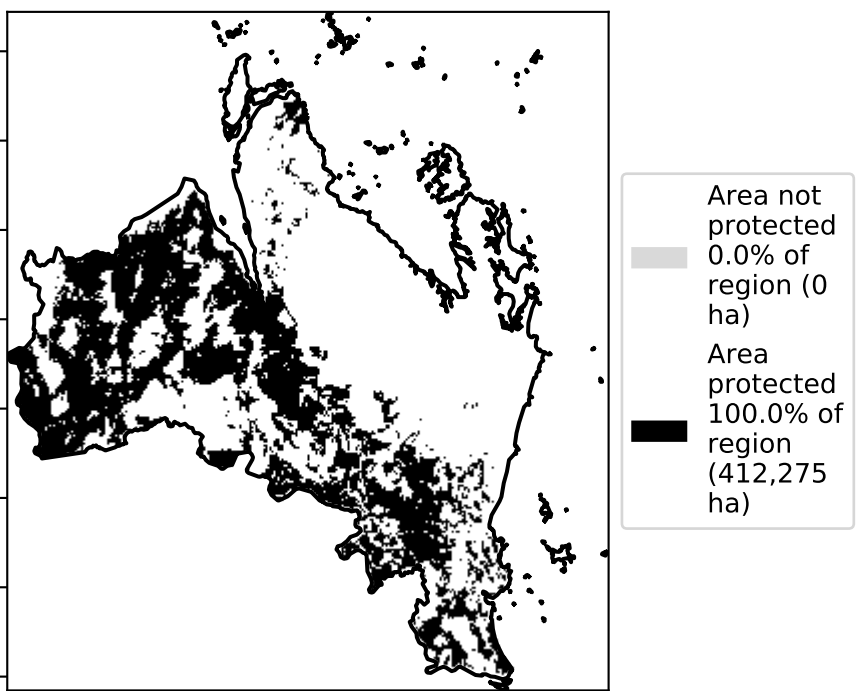 Area not
protected
0.0% of
region (0
ha)
Area
protected
100.0% of
region
(412,275
ha)